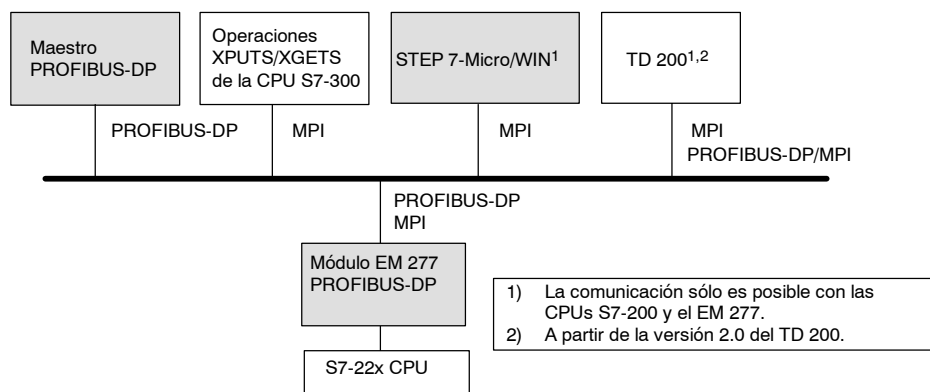 Maestro
PROFIBUS-DP
Operaciones
XPUTS/XGETS
de la CPU S7-300
STEP 7-Micro/WIN1
TD 2001,2
PROFIBUS-DP
MPI
MPI
MPI
PROFIBUS-DP/MPI
PROFIBUS-DP
MPI
Módulo EM 277
PROFIBUS-DP
S7-22x CPU
1) La comunicación sólo es posible con las
CPUs S7-200 y el EM 277.
2) A partir de la versión 2.0 del TD 200.